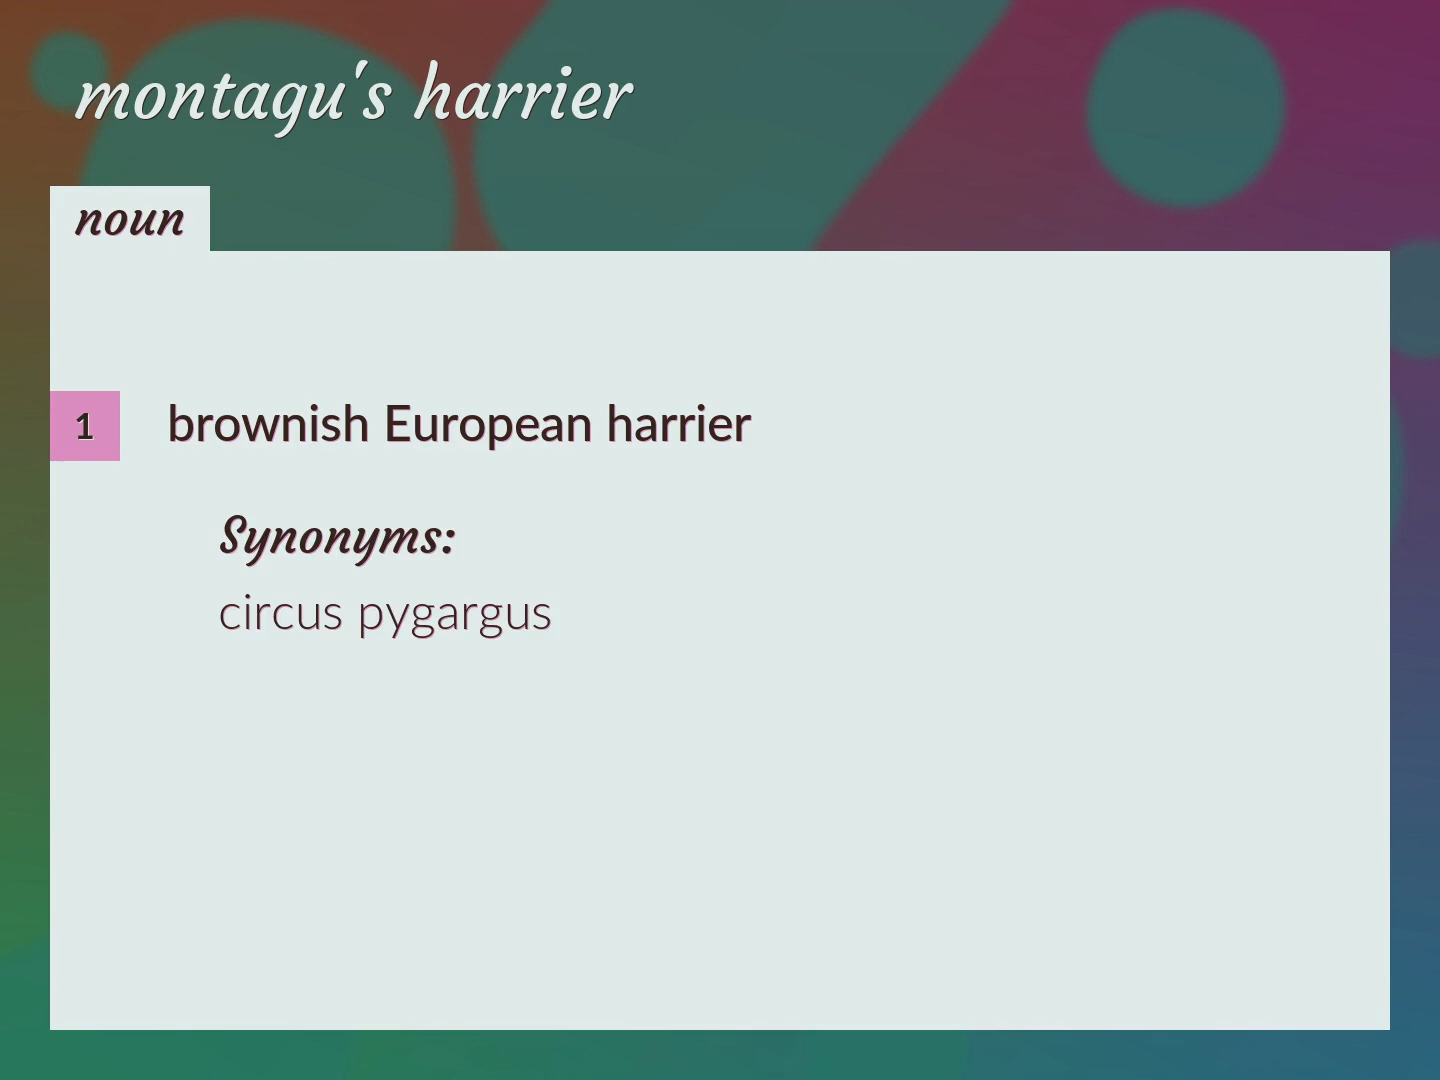 montagu's harrier
noun
1 brownish European harrier
Synonyms:
circus pygargus